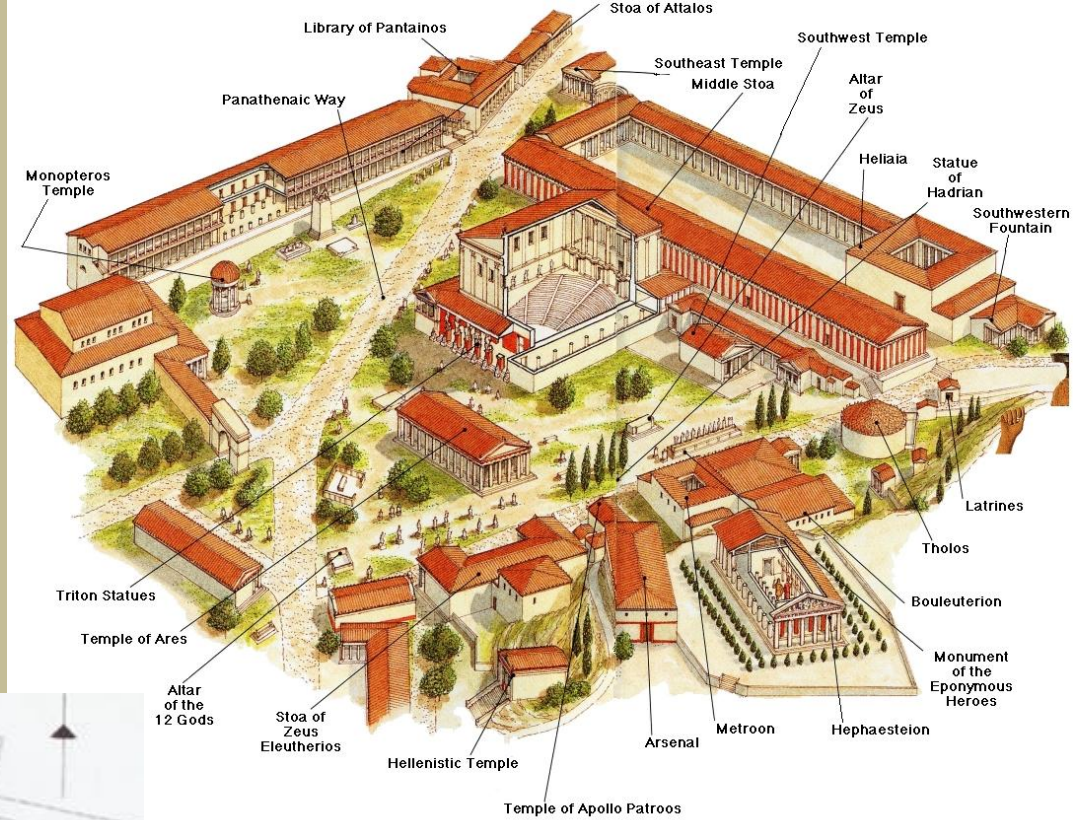 Stoa of Attalos
Library of Pantainos
Southwest Temple
Southeast Temple
Middle Stoa
Altar
of
Zeus
Panathenaic Way
Heliaia
Statue
of
Hadrian
Monopteros
Temple
Southwestern
Fountain
Latrines
Tholos
Triton Statues
Bouleuterion
Temple of Ares
Monument
of the
Eponymous
Heroes
Altar
of the
12 Gods
Stoa of
Zeus
Eleutherios
Metroon
Hephaesteion
Arsenal
Hellenistic Temple
Temple of Apollo Patroos